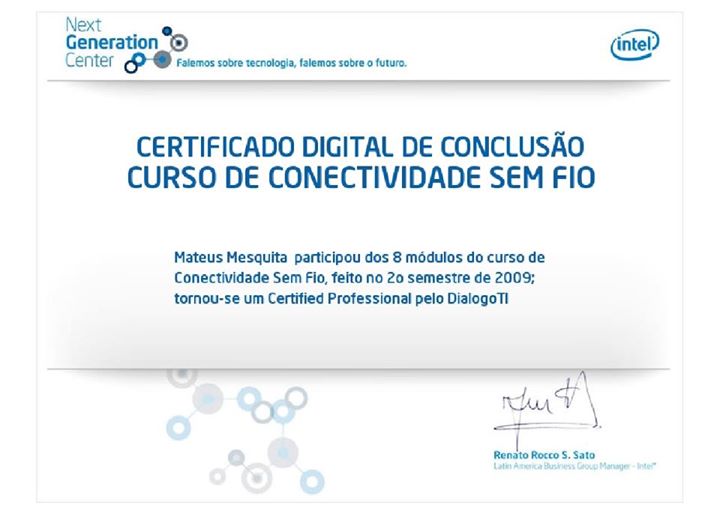 Next
Generation
Center
Falemos sobre tecnologia, falemos sobre o futuro.
intel
CERTIFICADO DIGITAL DE CONCLUSÃO
CURSO DE CONECTIVIDADE SEM FIO
Mateus Mesquita participou dos 8 módulos do curso de
Conectividade Sem Fio, feito no 2o semestre de 2009;
tornou-se um Certified Professional pelo DialogoTI
Renato Rocco S. Sato
Latin America Business Group Manager - Intel®